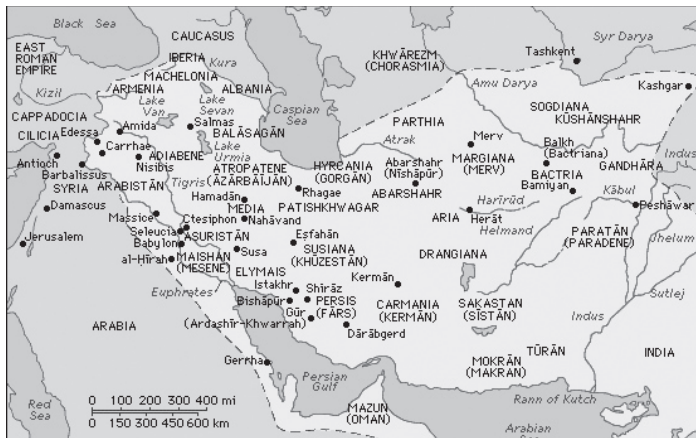 Black Sea
CAUCASUS
EAST
ROMAN
EMPIRE
IBERIA
Kura
MACHELONIA
ARMENIA
ALBANIA
Kizil
Lake
Van
Lake
Sevan
Caspian
Sea
KHWĀREZM
(CHORASMIA)
Tashkent
Syr Darya
Kashgar
Amu Darya
SOGDIANA
KŪSHĀNSHAHR
CAPPADOCIA
CILICIA
Edessa
Amida
Salmas
BALĀSAGĀN
Carrhae
ADIABENE
Nisibis
Lake
Urmia
Antioch
Barbalissus
SYRIA
ARABISTĀN
Tigris
ATROPATENE
(ĀZĀRBĀIJĀN)
HYRCANIA
(GORGĀN)
Atrak
PARTHIA
Merv
MARGIANA
(MERV)
Abarshahr
(Nīshāpūr)
ABARSHAHR
Balkh
(Bactriana)
BACTRIA
Bamiyan
GANDHĀRA
Indus
Kābul
Peshāwar
Rhagae
Hamadān
MEDIA
Nahāvand
PATISHKHWAGAR
Damascus
Jerusalem
Massice
Ctesiphon
Seleucia
ASURISTĀN
Babylon
al-Ḥīrah
MAISHĀN
(MESENE)
Susa
Esfahān
SUSIANA
(KHŪZESTĀN)
ELYMAIS
ARIA
Herāt
Harīrūd
Helmand
PARATĀN
(PARADENE)
Jhelum
DRANGIANA
Sutlej
Euphrates
Istakhr
Bishāpūr
Shīrāz
Gūr
(Ardashīr-Khwarrah)
PERSIS
(FĀRS)
Dārābgerd
Kermān
CARMANIA
(KERMĀN)
SAKASTAN
(SĪSTĀN)
Indus
ARABIA
Gerrha
Persian
Gulf
MOKRĀN
(MAKRAN)
TŪRĀN
INDIA
Rann of Kutch
MAZUN
(OMAN)
Arabian
Red
Sea
0 100 200 300 400 mi
0 150 300 450 600 km